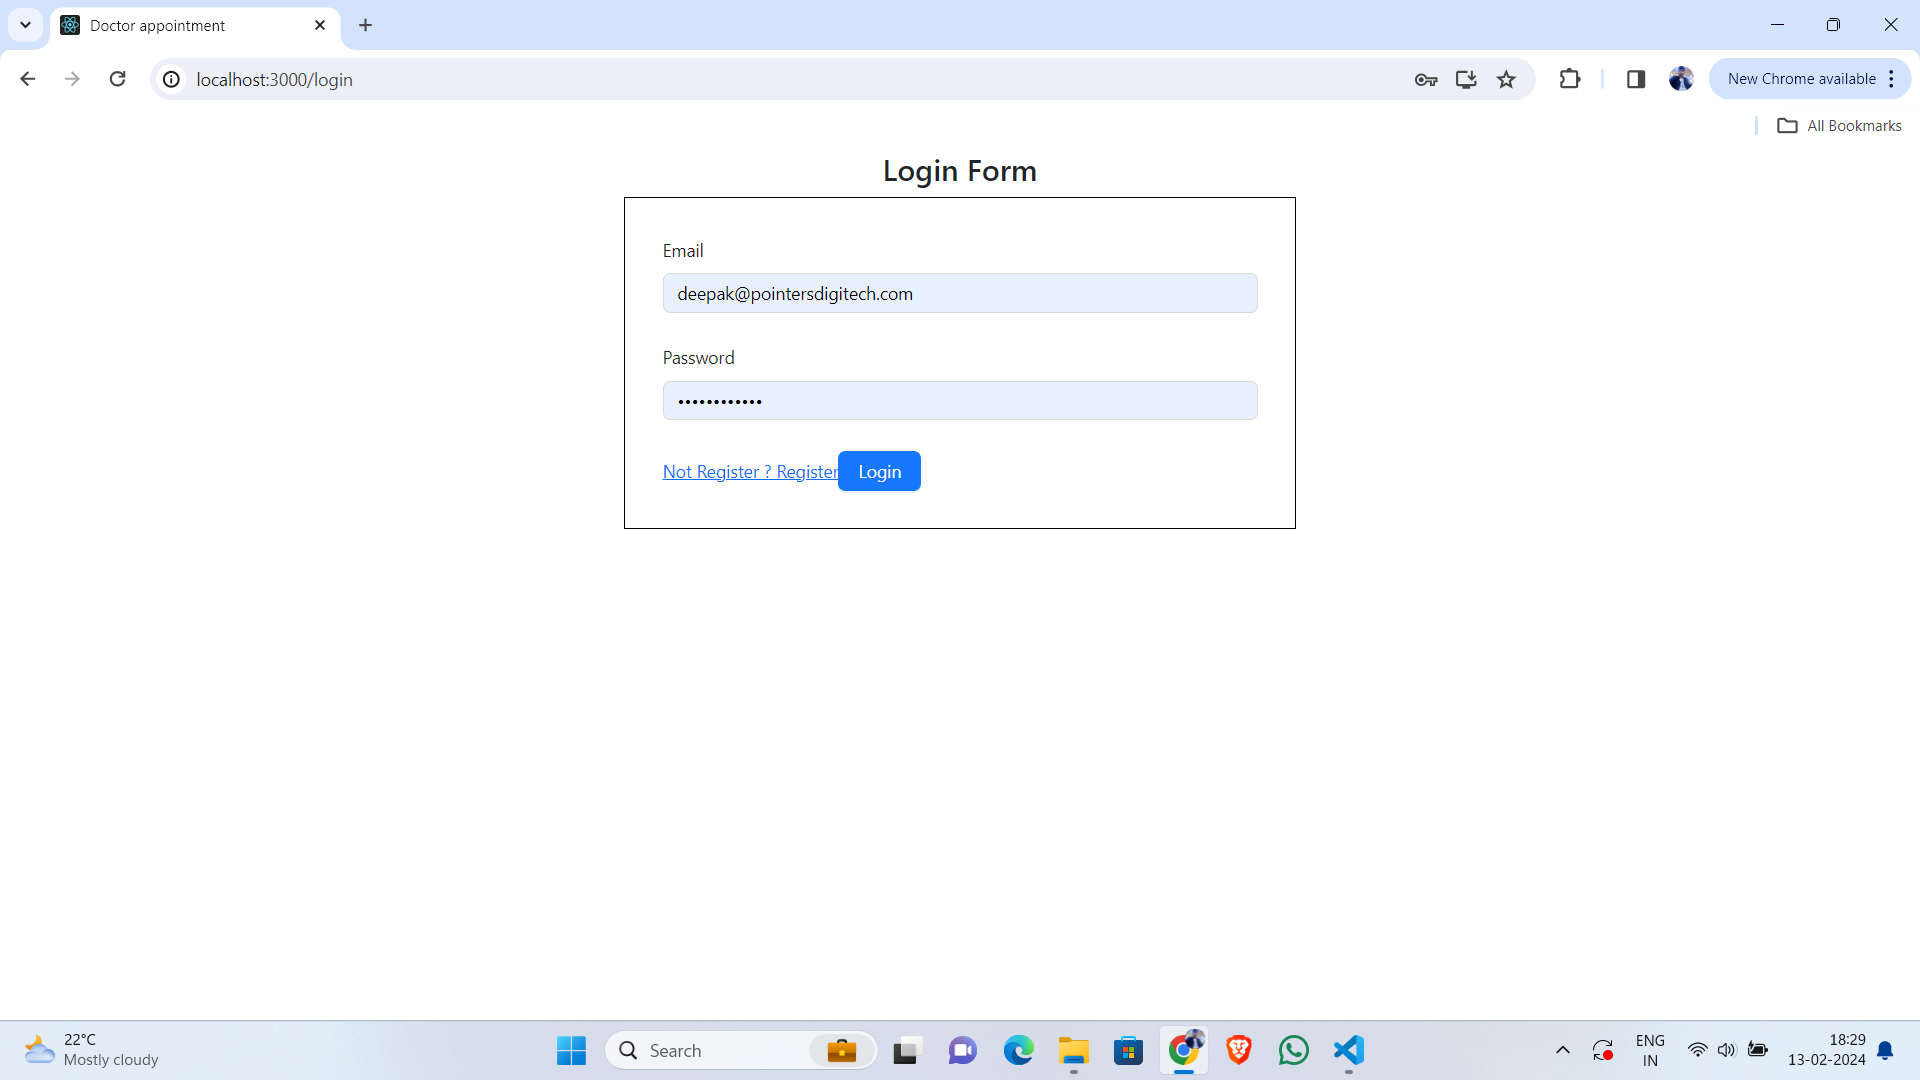 Doctor appointment
localhost:3000/login
New Chrome available
All Bookmarks
Login Form
Email
deepak@pointersdigitech.com
Password
••••••••••••
Not Register ? Register Login
22°C
Mostly cloudy
Search
ENG
IN
18:29
13-02-2024